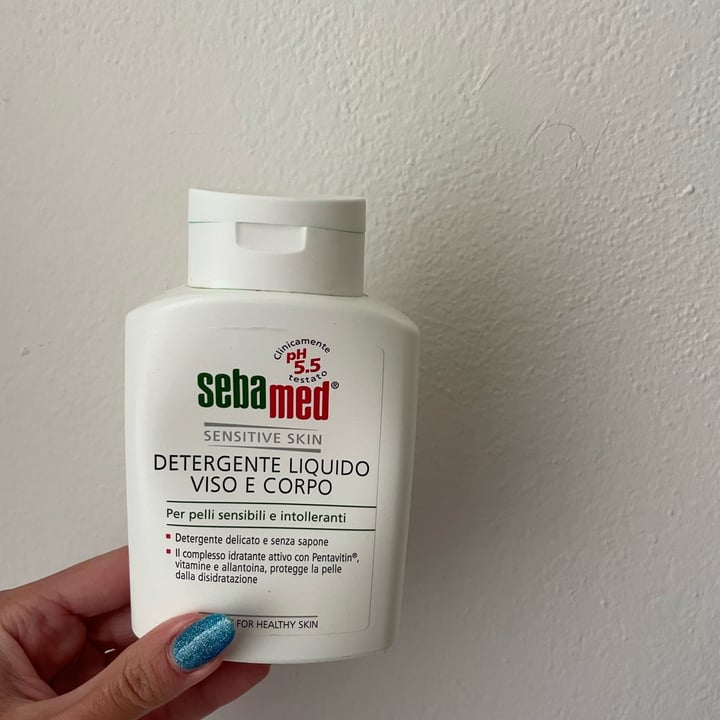 Clinicamente
pH
5.5
testato
sebamed®
SENSITIVE SKIN
DETERGENTE LIQUIDO
VISO E CORPO
Per pelli sensibili e intolleranti
▪ Detergente delicato e senza sapone
▪ Il complesso idratante attivo con Pentavitin®,
vitamine e allantoina, protegge la pelle
dalla disidratazione
FOR HEALTHY SKIN